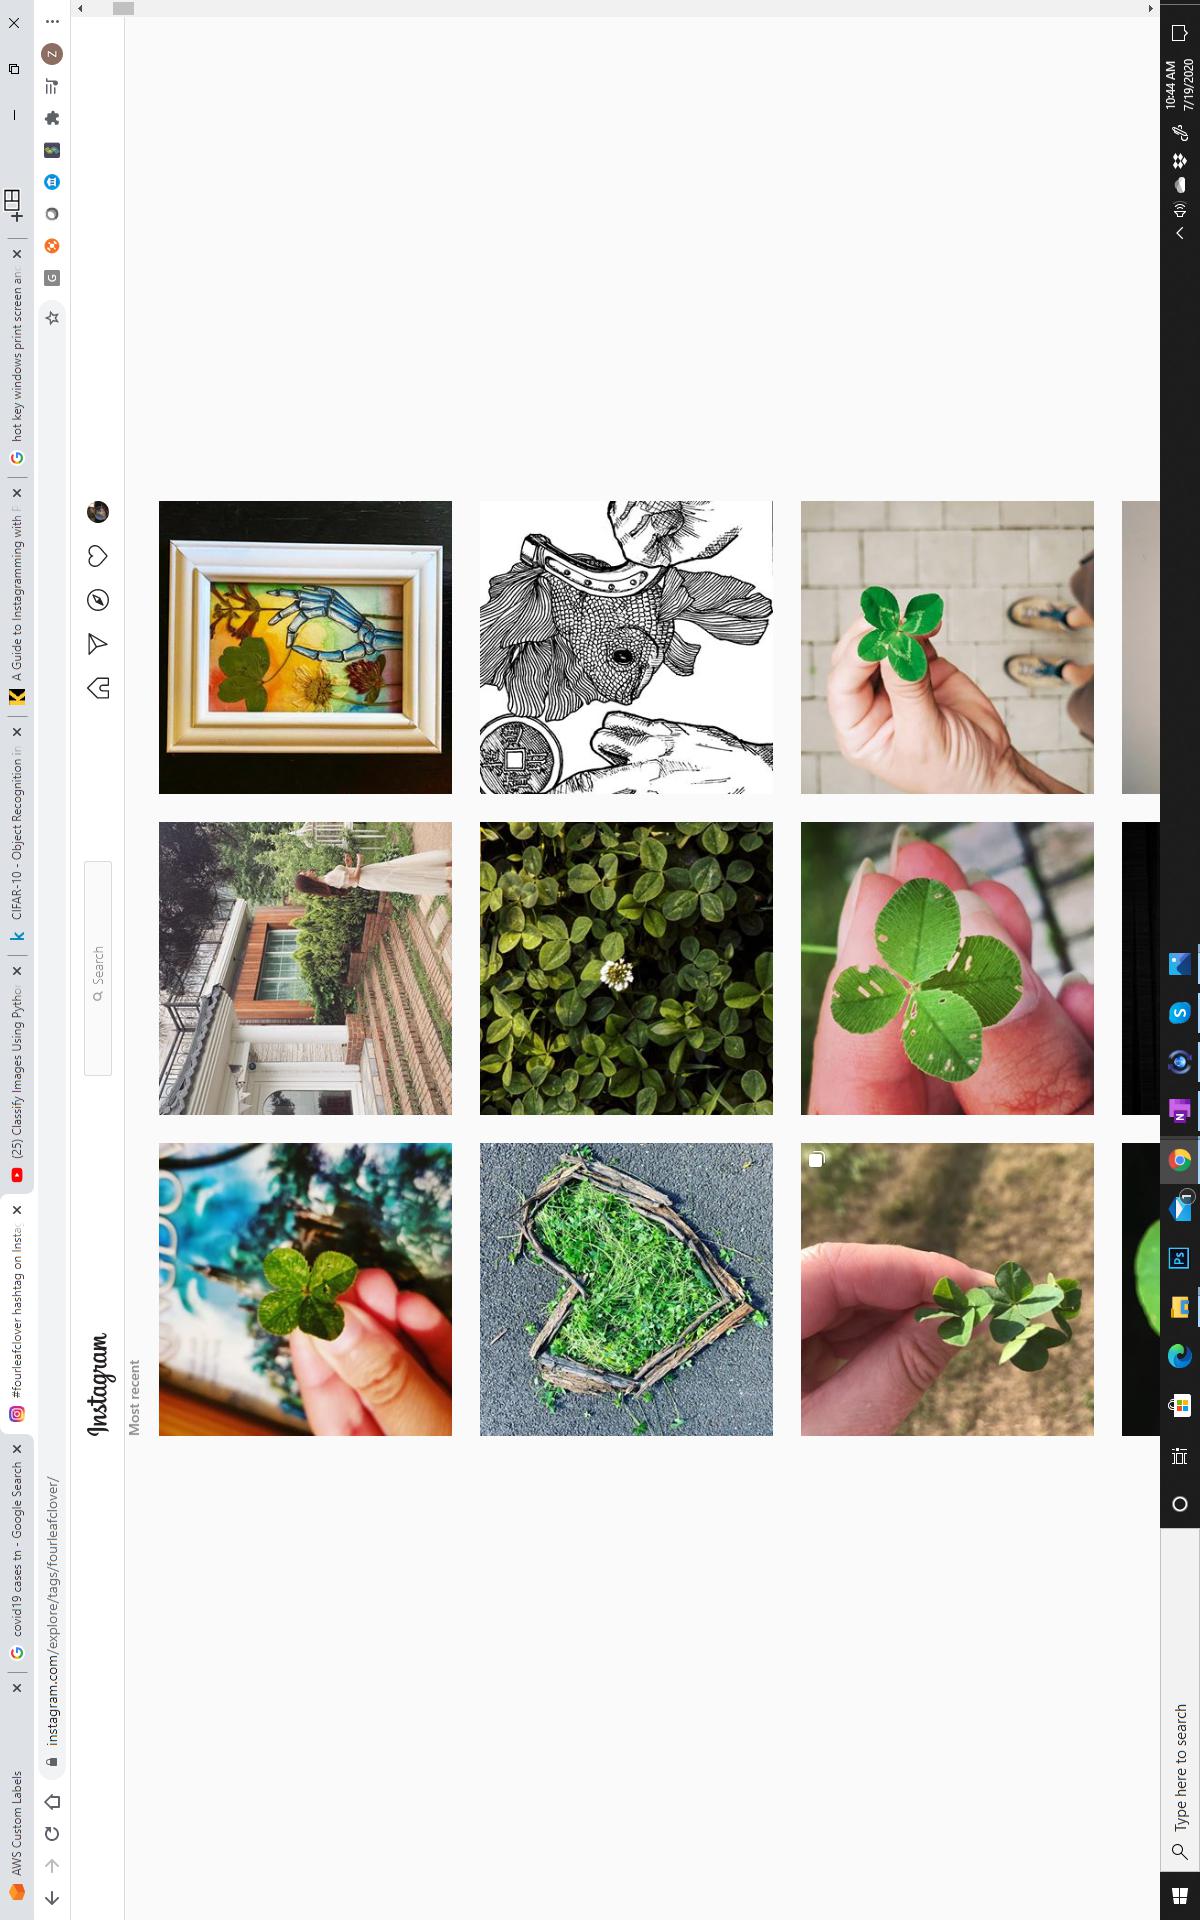 AWS Custom Labels
covid19 cases tn - Google Search
#fourleafclover hashtag on Insta
(25) Classify Images Using Pytho
CIFAR-10 - Object Recognition in
A Guide to Instagramming with
hot key windows print screen an
instagram.com/explore/tags/fourleafclover/
G
Z
Instagram
Search
Most recent
Type here to search
Ps
1
N
S
10:44 AM
7/19/2020